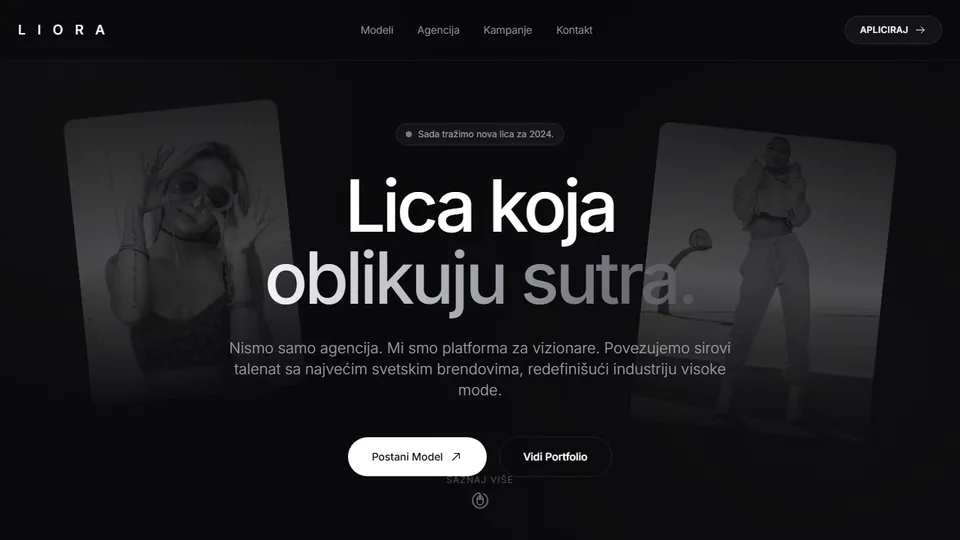 LIORA
Modeli
Agencija
Kampanje
Kontakt
APLICIRAJ
Sada tražimo nova lica za 2024.
Lica koja
oblikuju sutra.
Nismo samo agencija. Mi smo platforma za vizionare. Povezujemo sirovi
talenat sa najvećim svetskim brendovima, redefinišući industriju visoke
mode.
Postani Model
Vidi Portfolio
SAZNAJ VIŠE